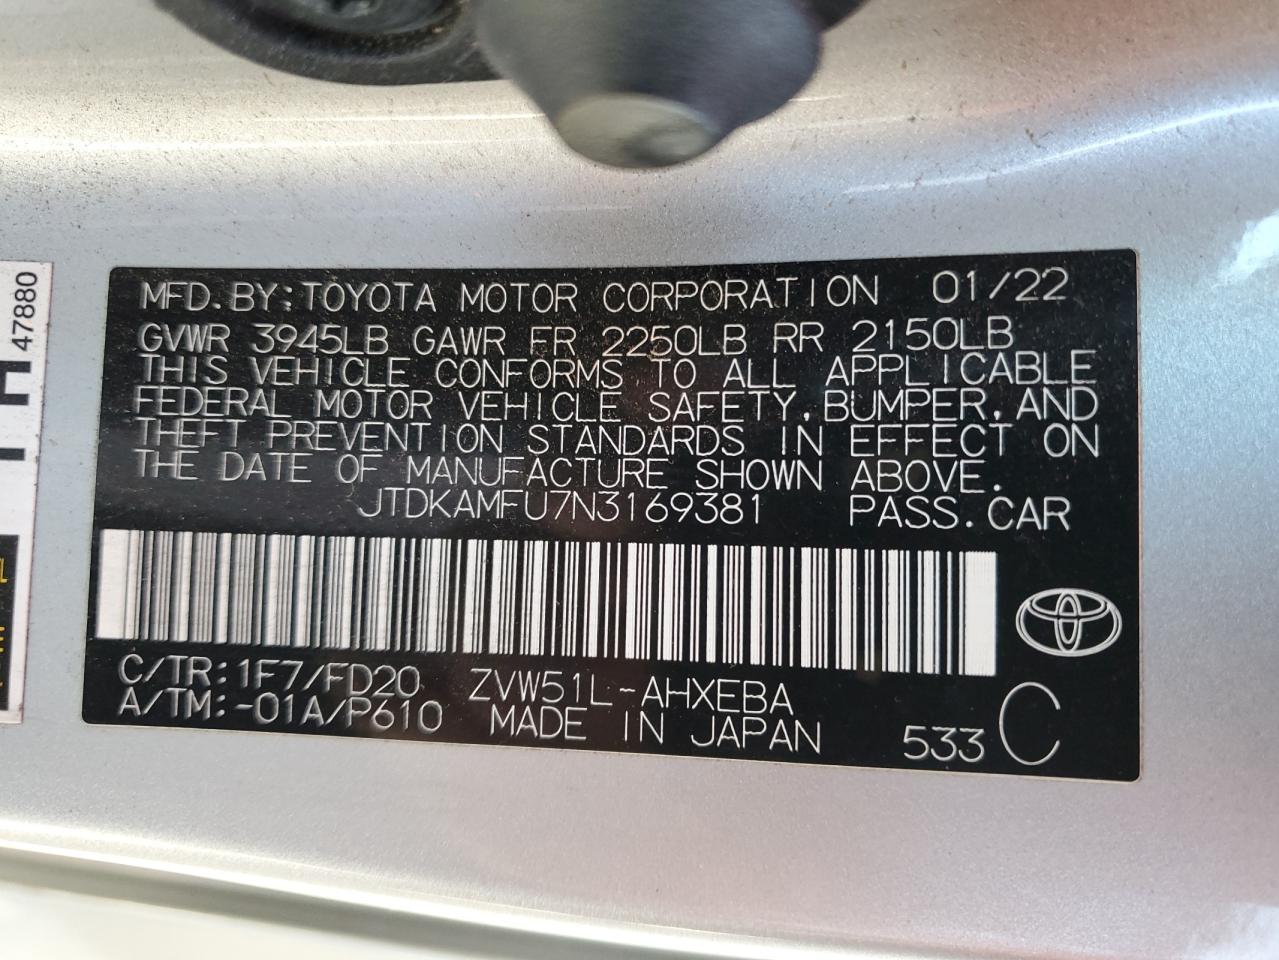 MFD.BY:TOYOTA MOTOR CORPORATION 01/22
GVWR 3945LB GAWR FR 2250LB RR 2150LB
THIS VEHICLE CONFORMS TO ALL APPLICABLE
FEDERAL MOTOR VEHICLE SAFETY,BUMPER,AND
THEFT PREVENTION STANDARDS IN EFFECT ON
THE DATE OF MANUFACTURE SHOWN ABOVE.
JTDKAMFU7N3169381 PASS.CAR
C/TR:1F7/FD20 ZVW51L-AHXEBA
A/TM:-01A/P610 MADE IN JAPAN 533 C
47880